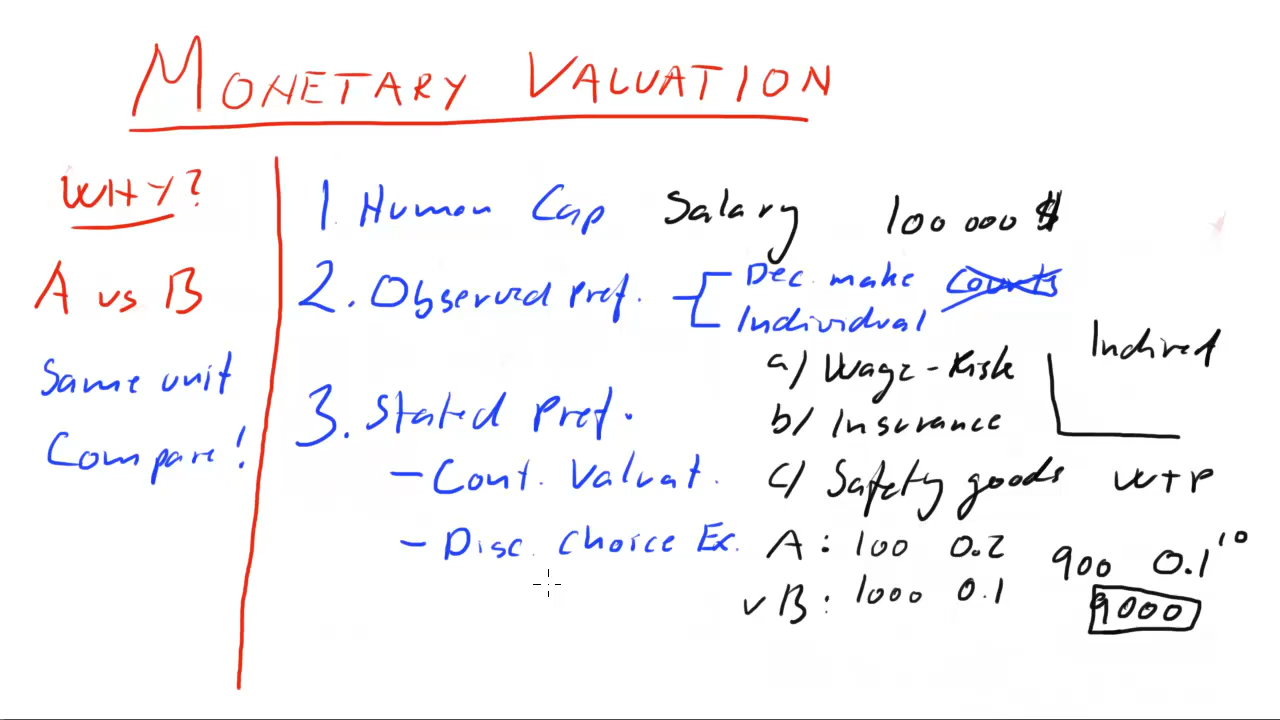 MONETARY VALUATION
WHY?
A vs B
Same unit
Compare!
1. Human Cap Salary 100 000 $
2. Observed Pref.
Dec. make Courts
Individual
a) Wage - Risk
Indirect
b) Insurance
c) Safety goods WTP
3. Stated Pref.
- Cont. Valuat.
- Disc. Choice Ex.
A: 100 0.2
v B: 1000 0.1
900 0.1 10
9000